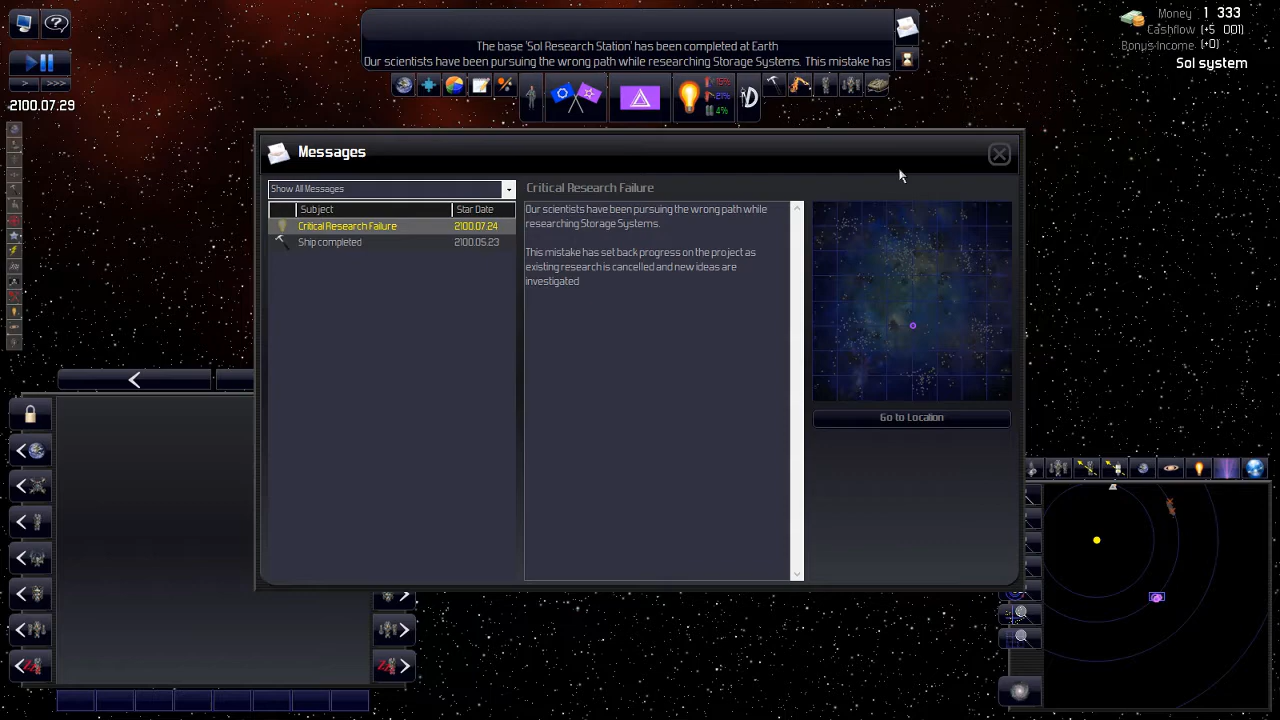 Money 1 333
Cashflow (+5 001)
Bonus Income (+0)
Sol system
The base 'Sol Research Station' has been completed at Earth
Our scientists have been pursuing the wrong path while researching Storage Systems. This mistake has
> >>>
2100.07.29
15%
21%
4%
Messages
Show All Messages
Subject Star Date
Critical Research Failure 2100.07.24
Ship completed 2100.05.23
Critical Research Failure
Our scientists have been pursuing the wrong path while
researching Storage Systems.
This mistake has set back progress on the project as
existing research is cancelled and new ideas are
investigated
Go to Location